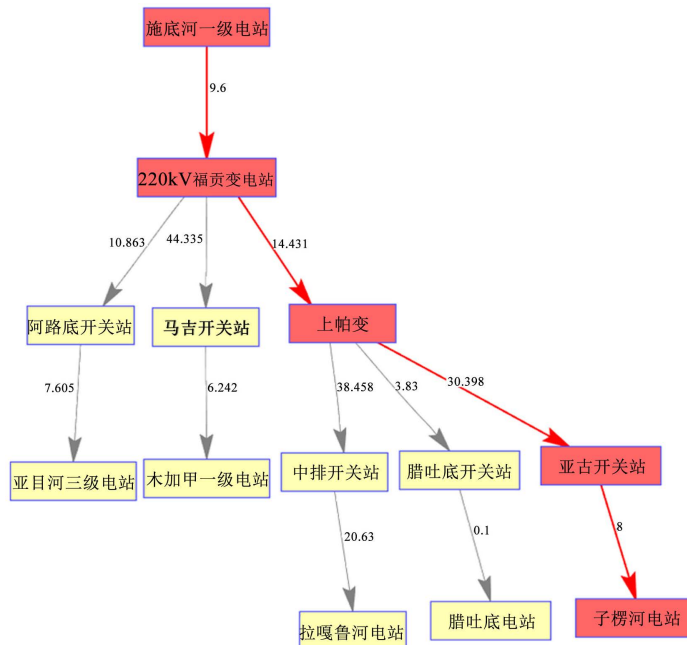 施底河一级电站
9.6
220kV福贡变电站
10.863
44.335
14.431
阿路底开关站
马吉开关站
上帕变
7.605
6.242
38.458
3.83
30.398
亚目河三级电站
木加甲一级电站
中排开关站
腊吐底开关站
亚古开关站
20.63
0.1
8
拉嘎鲁河电站
腊吐底电站
子楞河电站